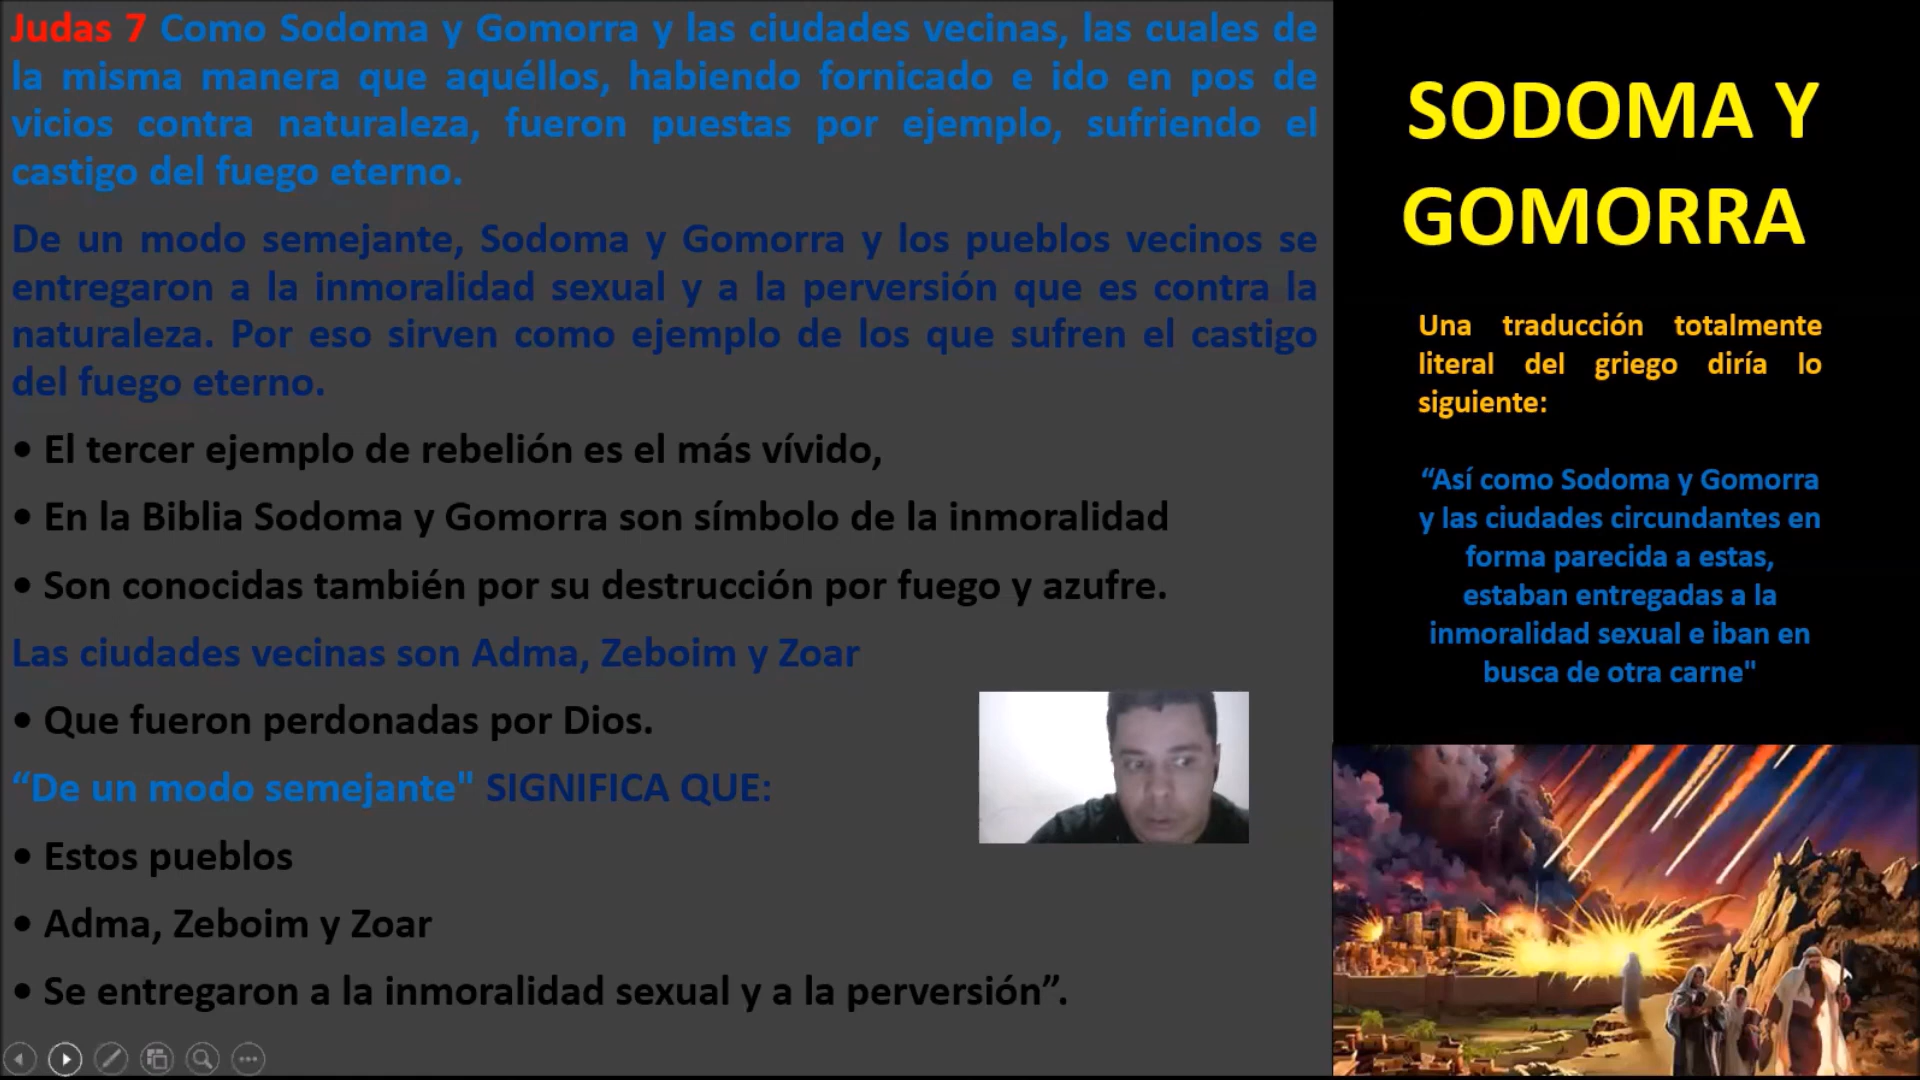 Judas 7 Como Sodoma y Gomorra y las ciudades vecinas, las cuales de
la misma manera que aquéllos, habiendo fornicado e ido en pos de
vicios contra naturaleza, fueron puestas por ejemplo, sufriendo el
castigo del fuego eterno.
De un modo semejante, Sodoma y Gomorra y los pueblos vecinos se
entregaron a la inmoralidad sexual y a la perversión que es contra la
naturaleza. Por eso sirven como ejemplo de los que sufren el castigo
del fuego eterno.
• El tercer ejemplo de rebelión es el más vívido,
• En la Biblia Sodoma y Gomorra son símbolo de la inmoralidad
• Son conocidas también por su destrucción por fuego y azufre.
Las ciudades vecinas son Adma, Zeboim y Zoar
• Que fueron perdonadas por Dios.
“De un modo semejante" SIGNIFICA QUE:
• Estos pueblos
• Adma, Zeboim y Zoar
• Se entregaron a la inmoralidad sexual y a la perversión”.
SODOMA Y
GOMORRA
Una traducción totalmente
literal del griego diría lo
siguiente:
“Así como Sodoma y Gomorra
y las ciudades circundantes en
forma parecida a estas,
estaban entregadas a la
inmoralidad sexual e iban en
busca de otra carne"